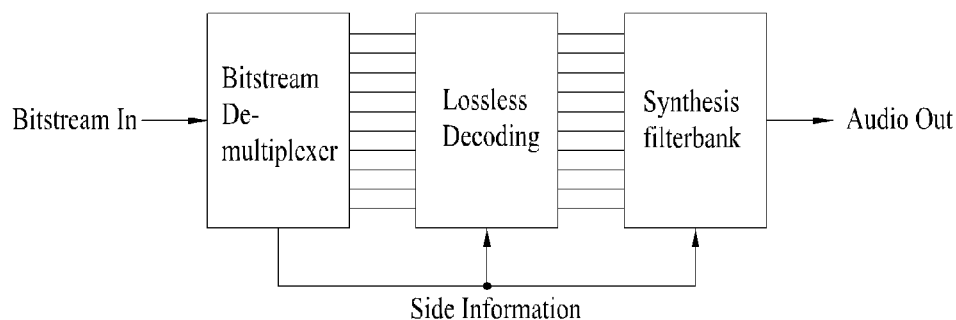 Bitstream In
Bitstream
De-
multiplexer
Lossless
Decoding
Synthesis
filterbank
Audio Out
Side Information